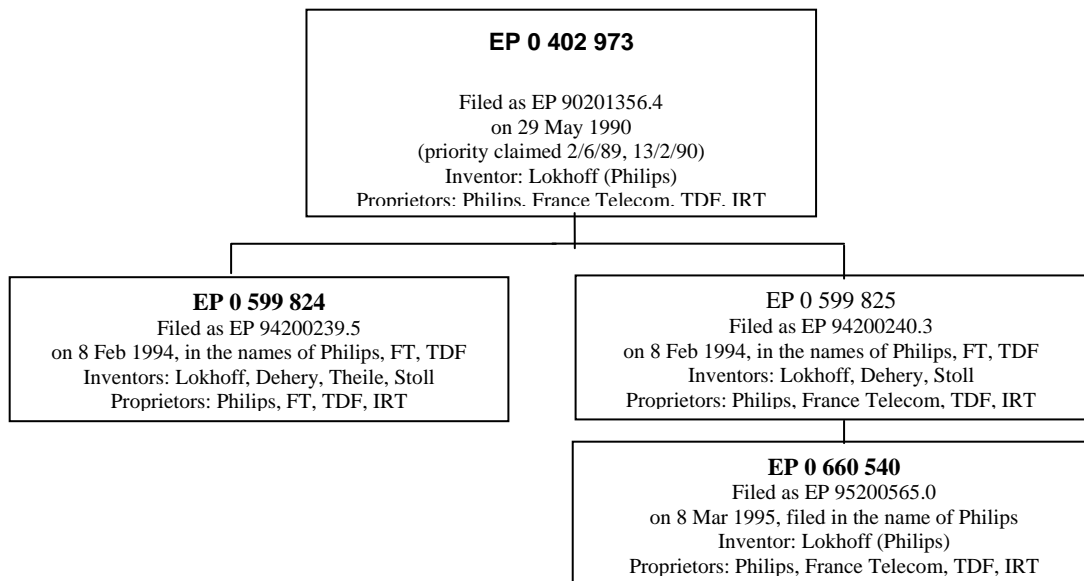 EP 0 402 973
Filed as EP 90201356.4
on 29 May 1990
(priority claimed 2/6/89, 13/2/90)
Inventor: Lokhoff (Philips)
Proprietors: Philips, France Telecom, TDF, IRT
EP 0 599 824
Filed as EP 94200239.5
on 8 Feb 1994, in the names of Philips, FT, TDF
Inventors: Lokhoff, Dehery, Theile, Stoll
Proprietors: Philips, FT, TDF, IRT
EP 0 599 825
Filed as EP 94200240.3
on 8 Feb 1994, in the names of Philips, FT, TDF
Inventors: Lokhoff, Dehery, Stoll
Proprietors: Philips, France Telecom, TDF, IRT
EP 0 660 540
Filed as EP 95200565.0
on 8 Mar 1995, filed in the name of Philips
Inventor: Lokhoff (Philips)
Proprietors: Philips, France Telecom, TDF, IRT